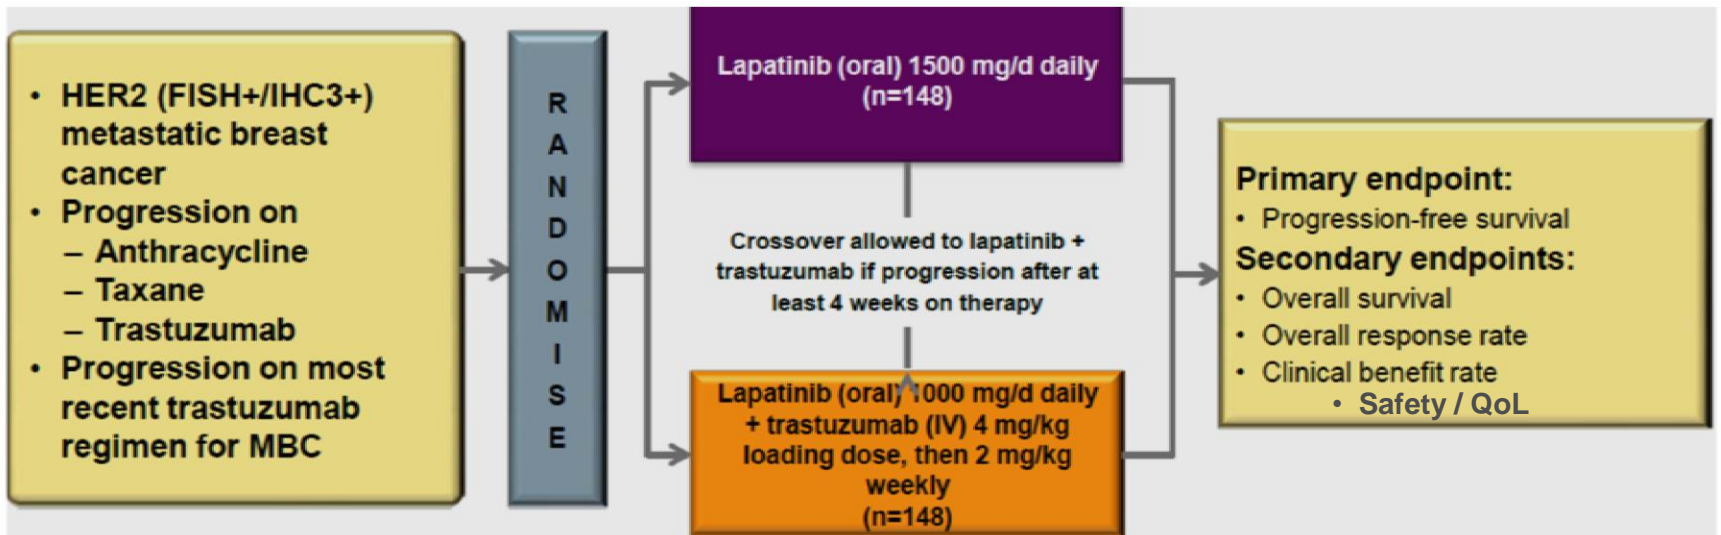 • HER2 (FISH+/IHC3+)
metastatic breast
cancer
• Progression on
– Anthracycline
– Taxane
– Trastuzumab
• Progression on most
recent trastuzumab
regimen for MBC
R
A
N
D
O
M
I
S
E
Lapatinib (oral) 1500 mg/d daily
(n=148)
Crossover allowed to lapatinib +
trastuzumab if progression after at
least 4 weeks on therapy
Lapatinib (oral) 1000 mg/d daily
+ trastuzumab (IV) 4 mg/kg
loading dose, then 2 mg/kg
weekly
(n=148)
Primary endpoint:
• Progression-free survival
Secondary endpoints:
• Overall survival
• Overall response rate
• Clinical benefit rate
• Safety / QoL